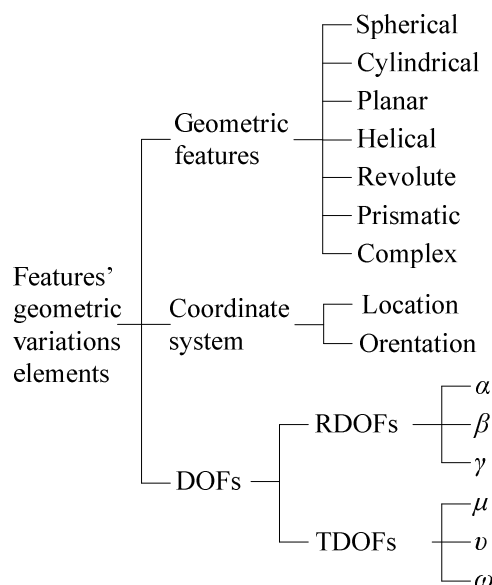 Spherical
Cylindrical
Planar
Helical
Revolute
Prismatic
Complex
Geometric
features
Features’
geometric
variations
elements
Coordinate
system
Location
Orentation
DOFs
RDOFs
α
β
γ
TDOFs
μ
υ
ω